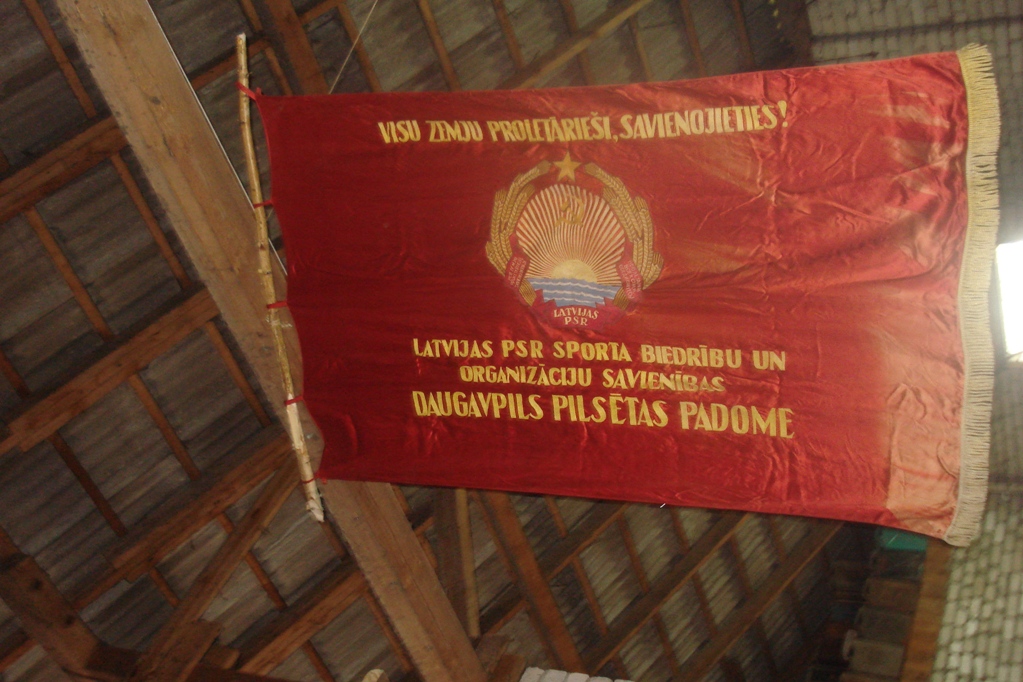 VISU ZEMJU PROLETĀRIEŠI, SAVIENOJIETIES!
LATVIJAS
PSR
LATVIJAS PSR SPORTA BIEDRĪBU UN
ORGANIZĀCIJU SAVIENĪBAS
DAUGAVPILS PILSĒTAS PADOME